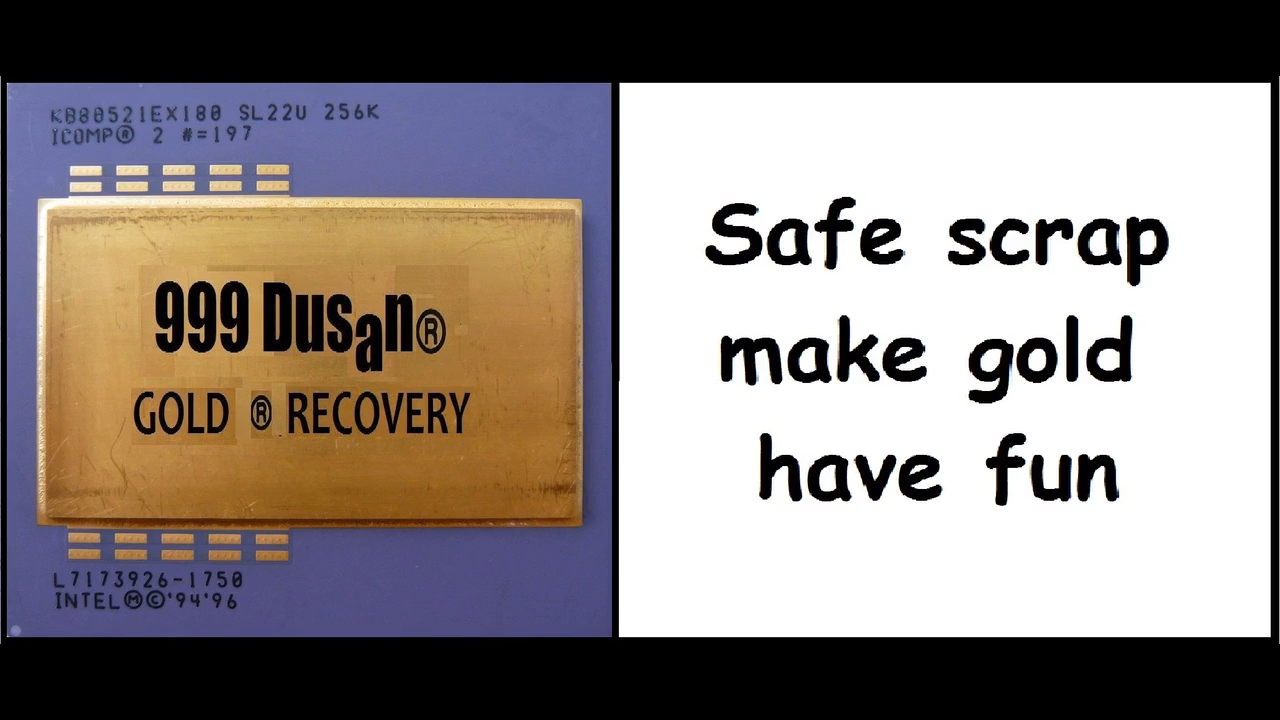 KB80521EX180 SL22U 256K
ICOMP® 2 #=197
999 Dusan®
GOLD ® RECOVERY
L7173926-1750
INTELⓂ©'94'96
Safe scrap
make gold
have fun